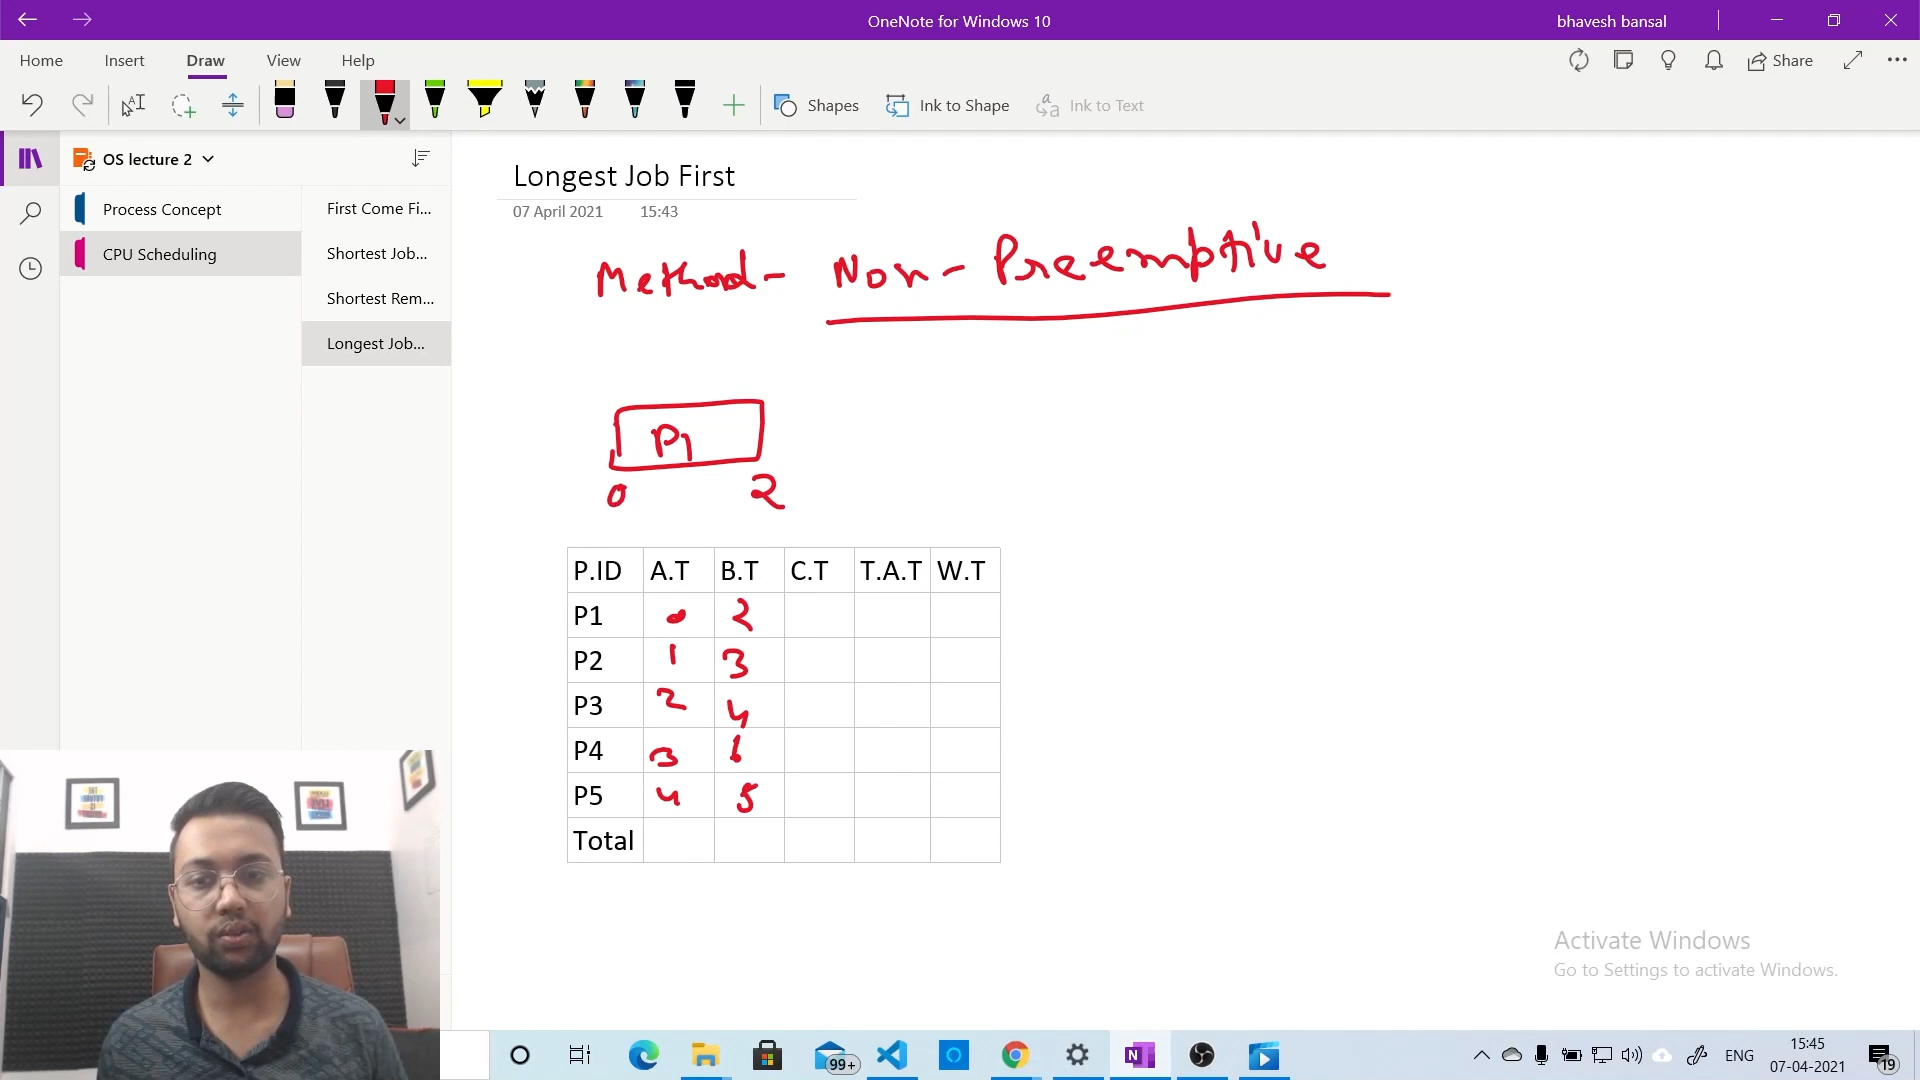 OneNote for Windows 10
bhavesh bansal
Home Insert Draw View Help
Share
Shapes Ink to Shape Ink to Text
OS lecture 2
Process Concept
CPU Scheduling
First Come Fi...
Shortest Job...
Shortest Rem...
Longest Job...
Longest Job First
07 April 2021 15:43
Method - Non - Preemptive
P1
0 2
P.ID A.T B.T C.T T.A.T W.T
P1 0 2
P2 1 3
P3 2 4
P4 3 6
P5 4 5
Total
Activate Windows
Go to Settings to activate Windows.
99+
ENG
15:45
07-04-2021
19